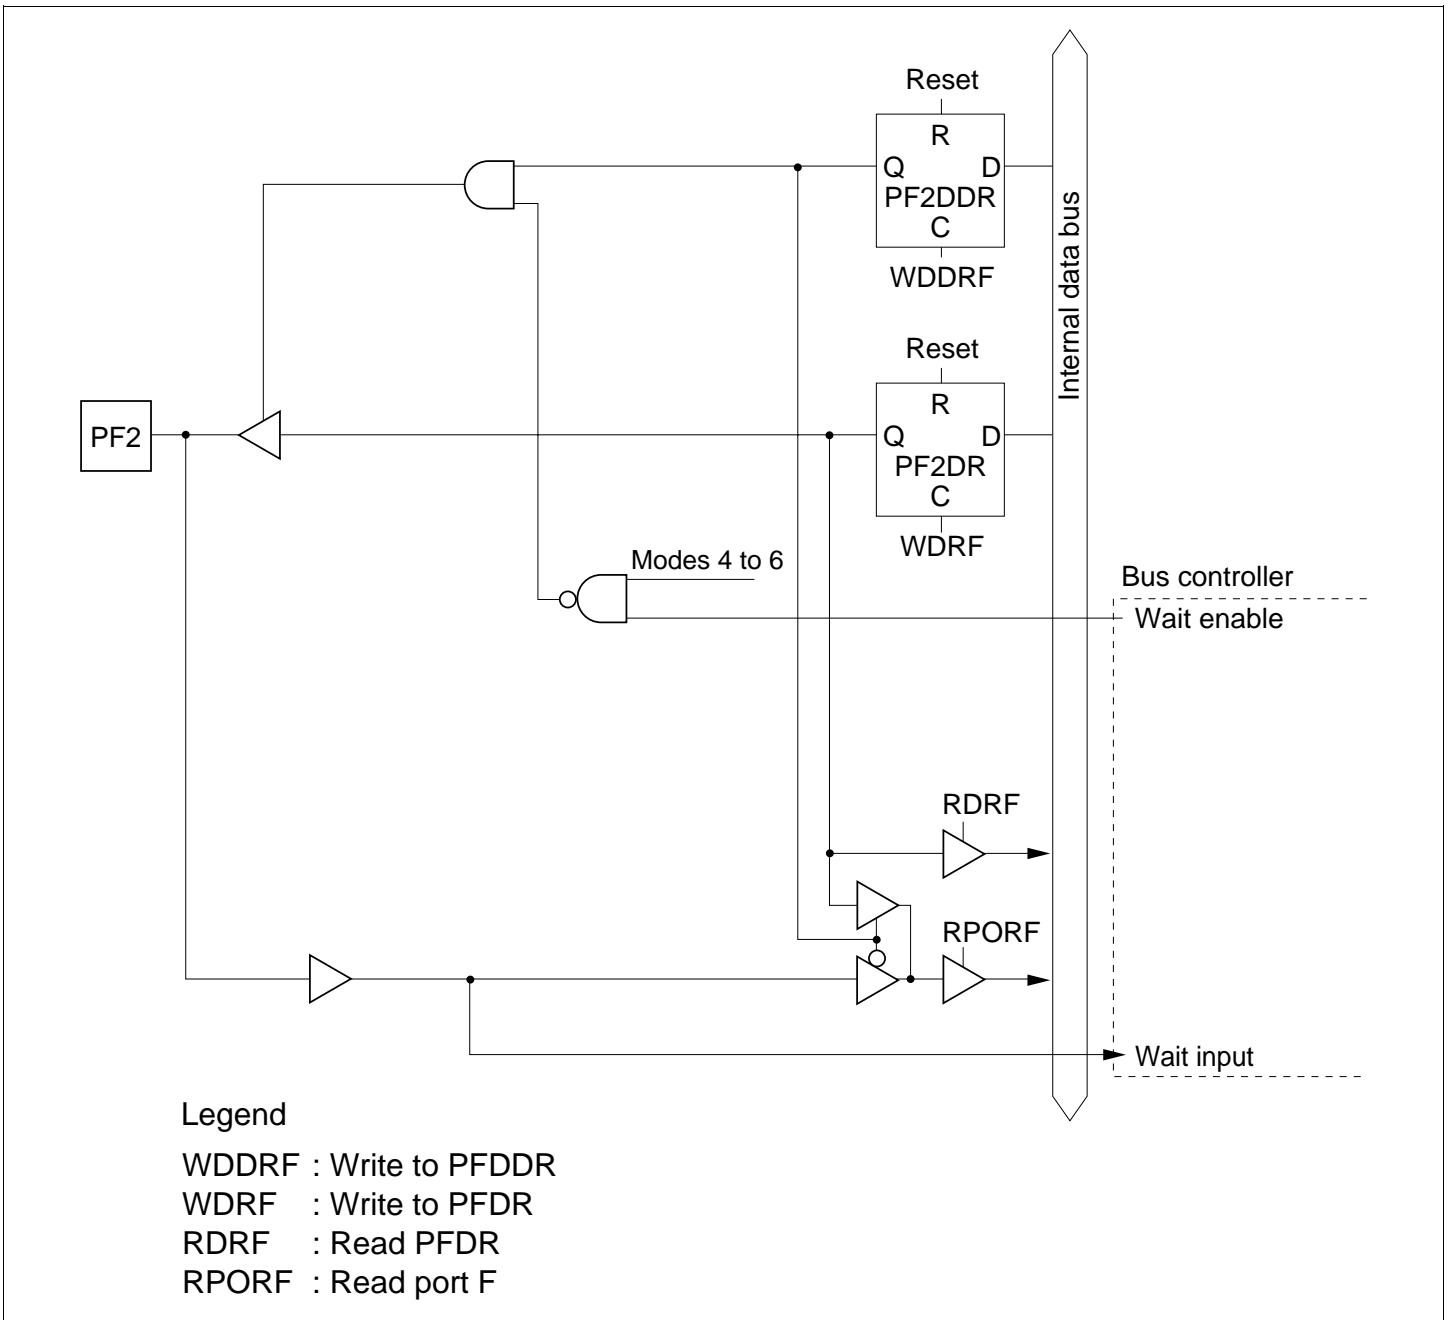 Reset
R
Q D
PF2DDR
C
WDDRF
Internal data bus
Reset
R
PF2
Q D
PF2DR
C
WDRF
Modes 4 to 6
Bus controller
Wait enable
RDRF
RPORF
Wait input
Legend
WDDRF : Write to PFDDR
WDRF : Write to PFDR
RDRF : Read PFDR
RPORF : Read port F